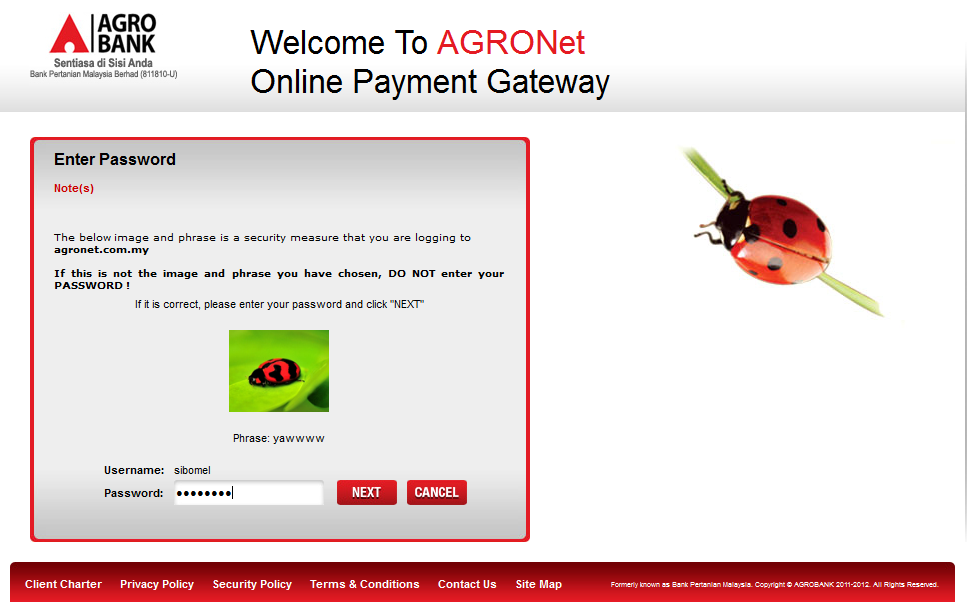 AGRO
BANK
Sentiasa di Sisi Anda
Bank Pertanian Malaysia Berhad (811810-U)
Welcome To AGRONet
Online Payment Gateway
Enter Password
Note(s)
The below image and phrase is a security measure that you are logging to
agronet.com.my
If this is not the image and phrase you have chosen, DO NOT enter your
PASSWORD !
If it is correct, please enter your password and click "NEXT"
Phrase: yawwww
Username: sibomel
Password: ●●●●●●●● NEXT CANCEL
Client Charter Privacy Policy Security Policy Terms & Conditions Contact Us Site Map Formerly known as Bank Pertanian Malaysia. Copyright © AGROBANK 2011-2012. All Rights Reserved.